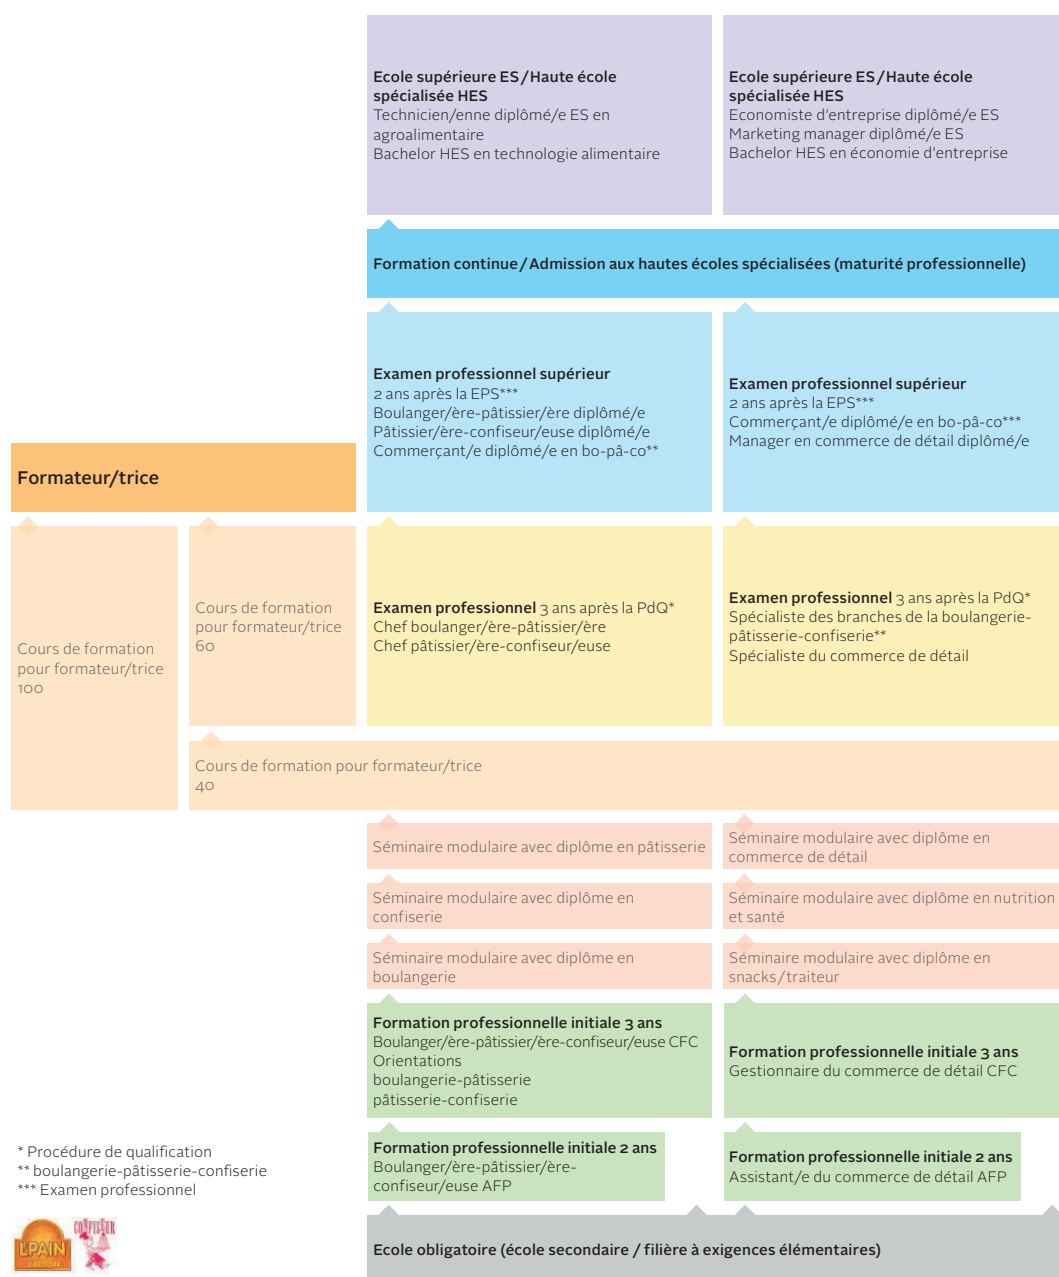 Ecole supérieure ES/Haute école
spécialisée HES
Technicien/enne diplômé/e ES en
agroalimentaire
Bachelor HES en technologie alimentaire
Ecole supérieure ES/Haute école
spécialisée HES
Economiste d'entreprise diplômé/e ES
Marketing manager diplômé/e ES
Bachelor HES en économie d'entreprise
Formation continue/Admission aux hautes écoles spécialisées (maturité professionnelle)
Examen professionnel supérieur
2 ans après la EPS***
Boulanger/ère-pâtissier/ère diplômé/e
Pâtissier/ère-confiseur/euse diplômé/e
Commerçant/e diplômé/e en bo-pâ-co**
Examen professionnel supérieur
2 ans après la EPS***
Commerçant/e diplômé/e en bo-pâ-co***
Manager en commerce de détail diplômé/e
Formateur/trice
Cours de formation
pour formateur/trice
100
Cours de formation
pour formateur/trice
60
Examen professionnel 3 ans après la PdQ*
Chef boulanger/ère-pâtissier/ère
Chef pâtissier/ère-confiseur/euse
Examen professionnel 3 ans après la PdQ*
Spécialiste des branches de la boulangerie-
pâtisserie-confiserie**
Spécialiste du commerce de détail
Cours de formation pour formateur/trice
40
Séminaire modulaire avec diplôme en pâtisserie
Séminaire modulaire avec diplôme en
commerce de détail
Séminaire modulaire avec diplôme en
confiserie
Séminaire modulaire avec diplôme en nutrition
et santé
Séminaire modulaire avec diplôme en
boulangerie
Séminaire modulaire avec diplôme en
snacks/traiteur
Formation professionnelle initiale 3 ans
Boulanger/ère-pâtissier/ère-confiseur/euse CFC
Orientations
boulangerie-pâtisserie
pâtisserie-confiserie
Formation professionnelle initiale 3 ans
Gestionnaire du commerce de détail CFC
Formation professionnelle initiale 2 ans
Boulanger/ère-pâtissier/ère-
confiseur/euse AFP
Formation professionnelle initiale 2 ans
Assistant/e du commerce de détail AFP
* Procédure de qualification
** boulangerie-pâtisserie-confiserie
*** Examen professionnel
CONFISEUR
Ecole obligatoire (école secondaire / filière à exigences élémentaires)